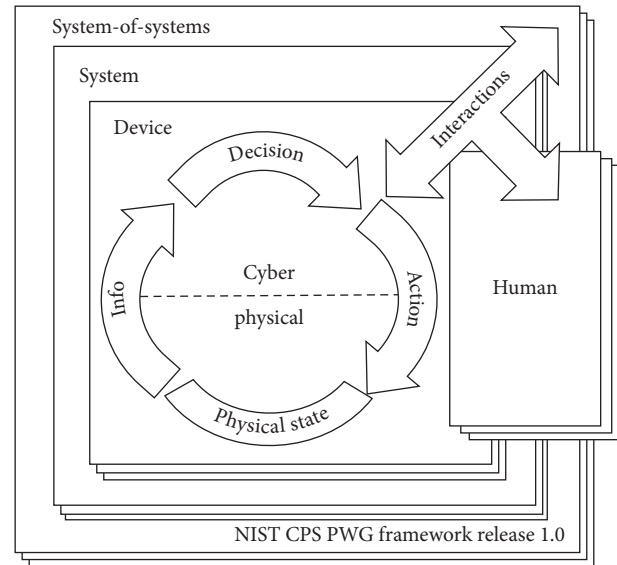 System-of-systems
System
Device
Interactions
Decision
Info
Cyber
physical
Action
Human
Physical state
NIST CPS PWG framework release 1.0